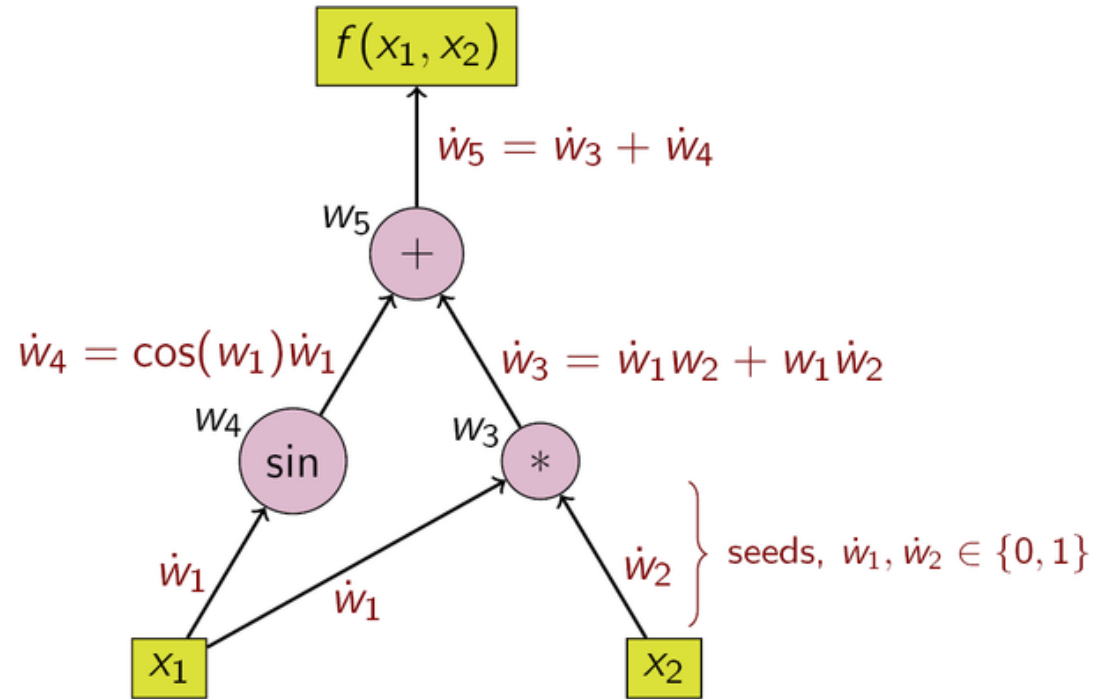 f(x₁, x₂)
ẇ₅ = ẇ₃ + ẇ₄
w₅
+
ẇ₄ = cos(w₁)ẇ₁
ẇ₃ = ẇ₁w₂ + w₁ẇ₂
w₄
sin
w₃
*
ẇ₁
ẇ₁
ẇ₂
seeds, ẇ₁, ẇ₂ ∈ {0, 1}
x₁
x₂